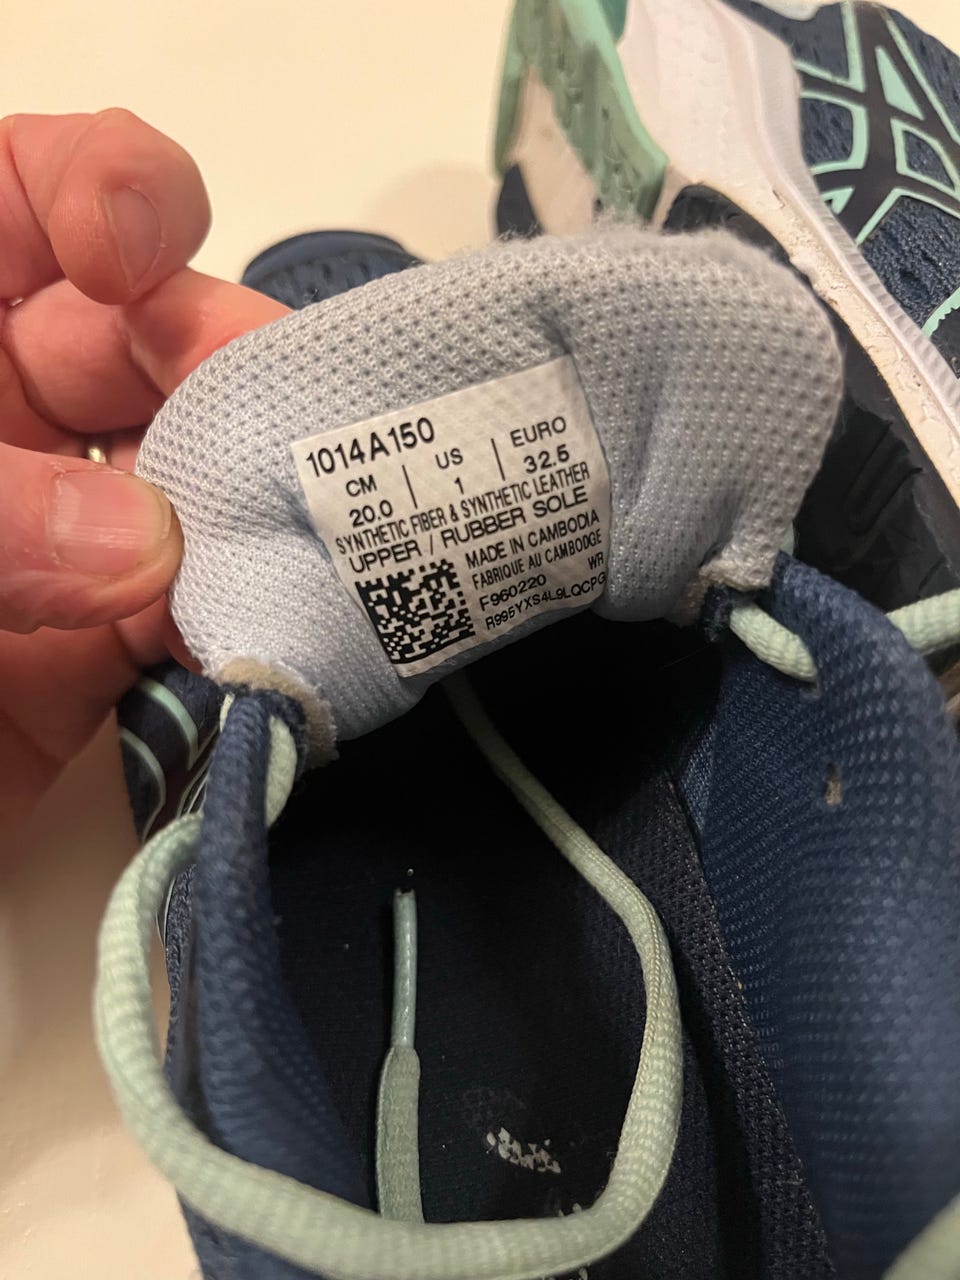 1014A150
CM | US | EURO
20.0 | 1 | 32.5
SYNTHETIC FIBER & SYNTHETIC LEATHER
UPPER / RUBBER SOLE
MADE IN CAMBODIA
FABRIQUE AU CAMBODGE
F960220 WR
R995YXS4L9LQCPG